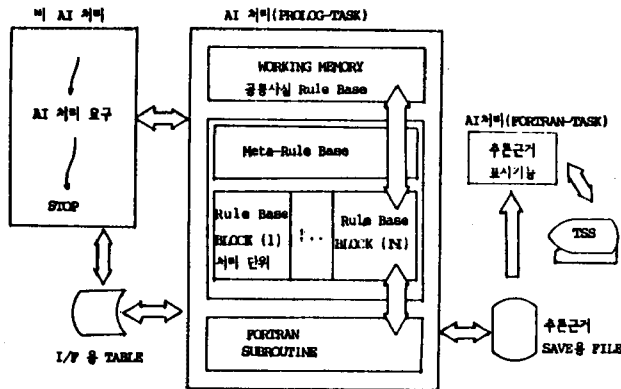 비 AI 처리
AI 처리 요구
STOP
I/F 용 TABLE
AI 처리(PROLOG-TASK)
WORKING MEMORY
공통사실 Rule Base
Meta-Rule Base
Rule Base
BLOCK (1)
처리 단위
...
Rule Base
BLOCK (N)
FORTRAN
SUBROUTINE
AI처리(FORTRAN-TASK)
추론근거
표시기능
TSS
추론근거
SAVE용 FILE